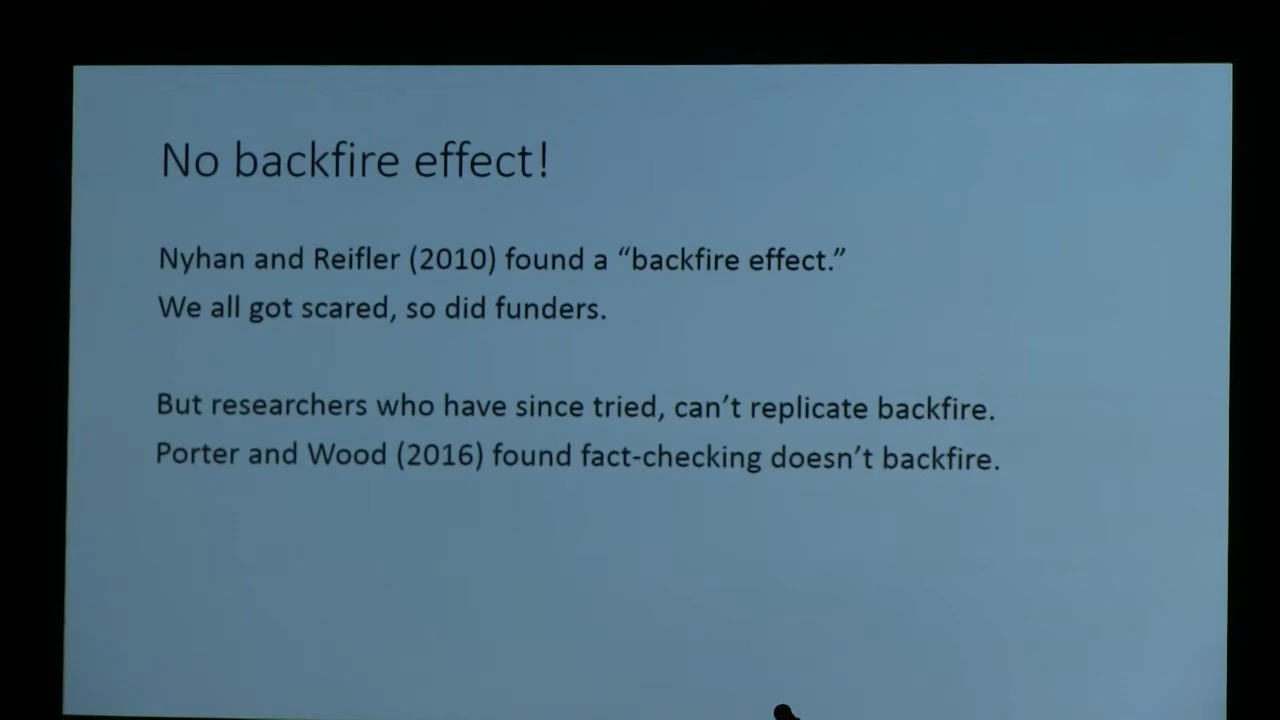 No backfire effect!
Nyhan and Reifler (2010) found a “backfire effect.”
We all got scared, so did funders.
But researchers who have since tried, can’t replicate backfire.
Porter and Wood (2016) found fact-checking doesn’t backfire.